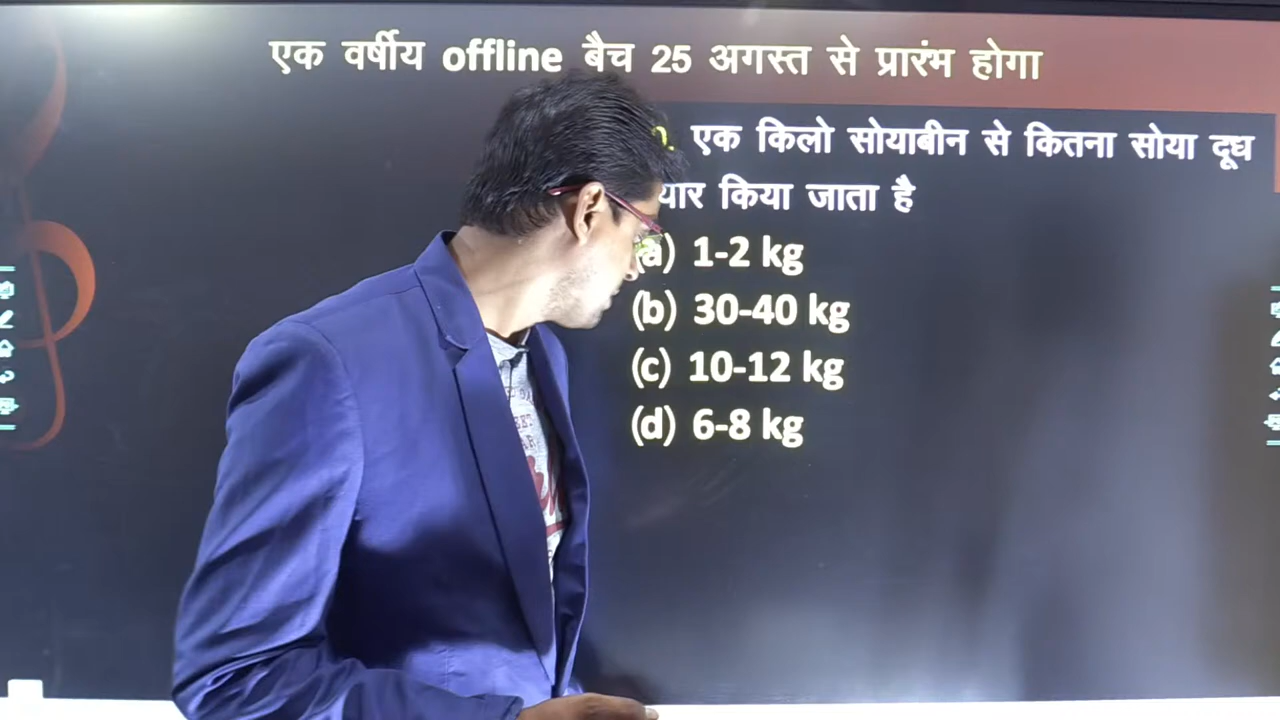 एक वर्षीय offline बैच 25 अगस्त से प्रारंभ होगा
एक किलो सोयाबीन से कितना सोया दूध
किया जाता है
(a) 1-2 kg
(b) 30-40 kg
(c) 10-12 kg
(d) 6-8 kg